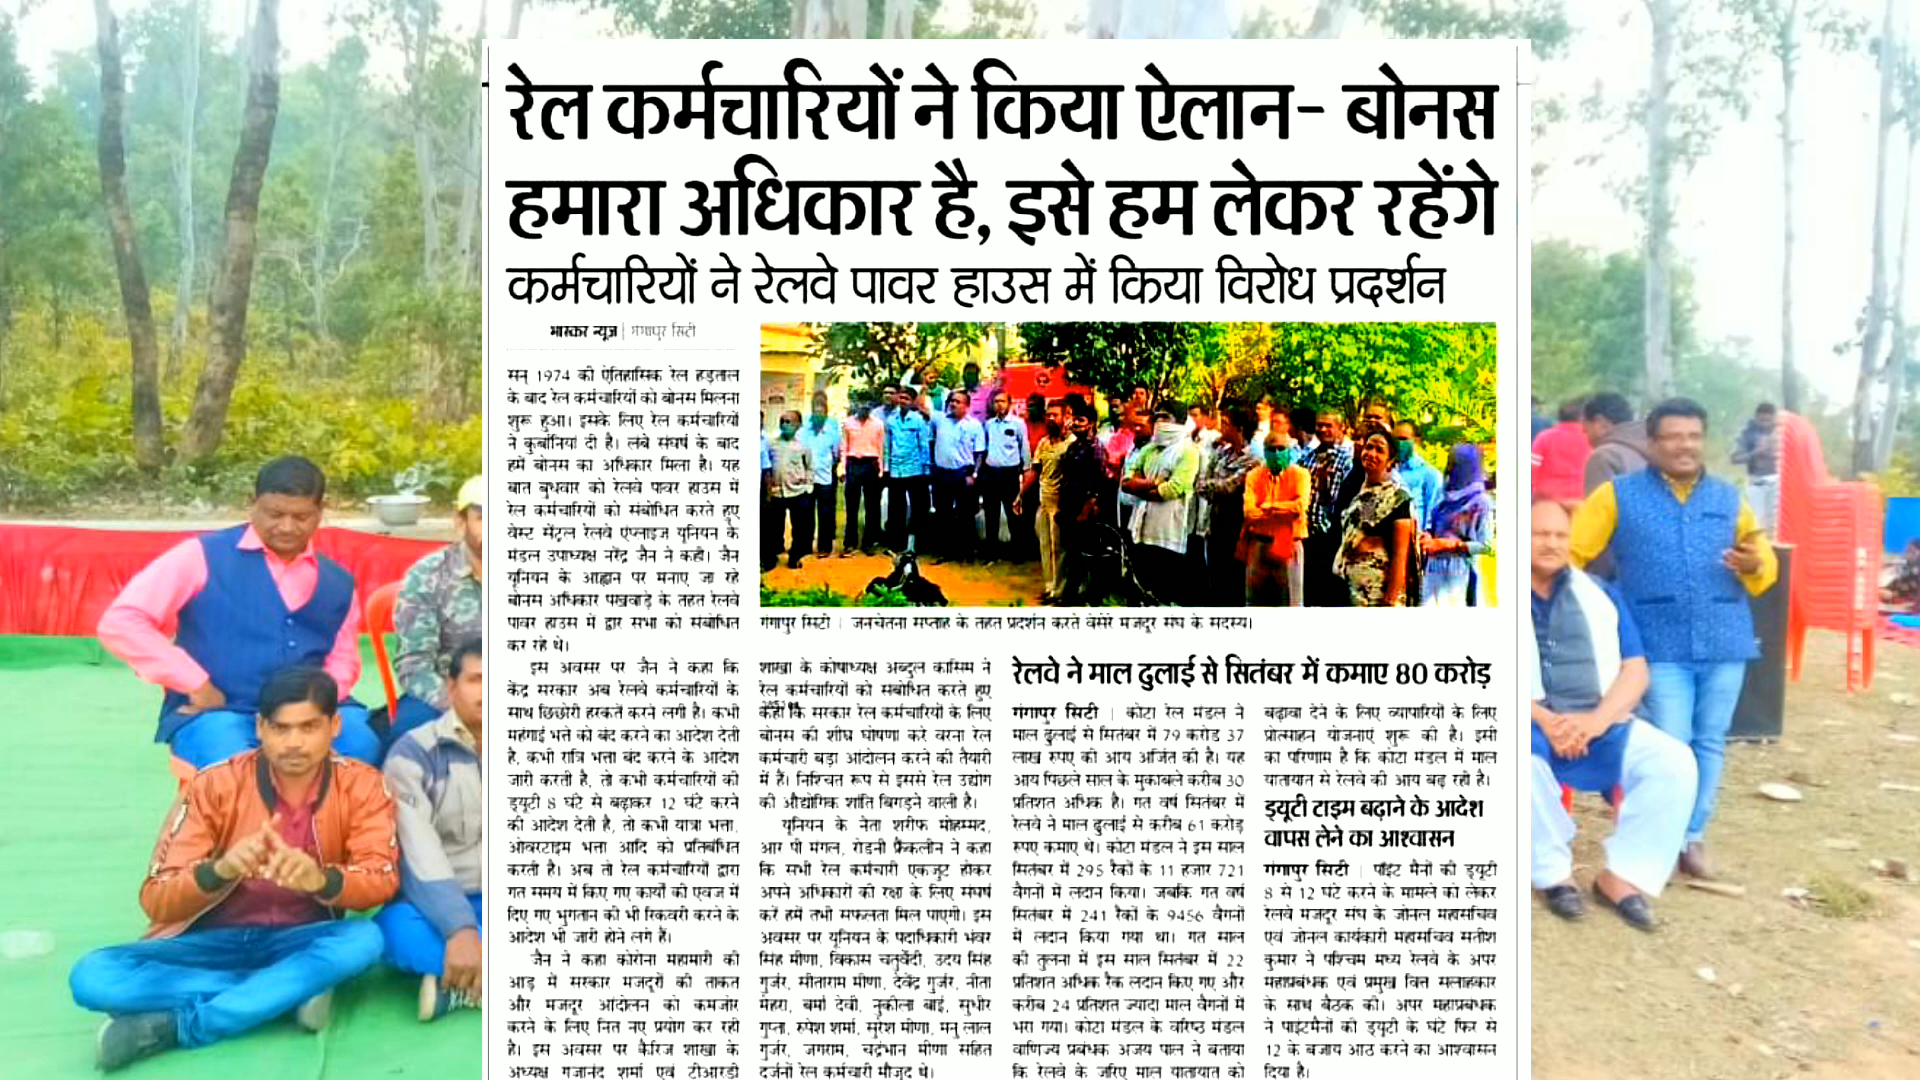 रेल कर्मचारियों ने किया ऐलान- बोनस
हमारा अधिकार है, इसे हम लेकर रहेंगे
कर्मचारियों ने रेलवे पावर हाउस में किया विरोध प्रदर्शन
भास्कर न्यूज | गंगापुर सिटी
सन् 1974 की ऐतिहासिक रेल हड़ताल
के बाद रेल कर्मचारियों को बोनस मिलना
शुरू हुआ। इसके लिए रेल कर्मचारियों
ने कुर्बानियां दी है। लंबे संघर्ष के बाद
हमें बोनस का अधिकार मिला है। यह
बात बुधवार को रेलवे पावर हाउस में
रेल कर्मचारियों को संबोधित करते हुए
वेस्ट सेंट्रल रेलवे एंप्लाइज यूनियन के
मंडल उपाध्यक्ष नरेंद्र जैन ने कही। जैन
यूनियन के आह्वान पर मनाए जा रहे
बोनस अधिकार पखवाड़े के तहत रेलवे
पावर हाउस में द्वार सभा को संबोधित
कर रहे थे।
इस अवसर पर जैन ने कहा कि
केंद्र सरकार अब रेलवे कर्मचारियों के
साथ छिछोरी हरकतें करने लगी है। कभी
महंगाई भत्ते को बंद करने का आदेश देती
है, कभी रात्रि भत्ता बंद करने के आदेश
जारी करती है, तो कभी कर्मचारियों की
ड्यूटी 8 घंटे से बढ़ाकर 12 घंटे करने
की आदेश देती है, तो कभी यात्रा भत्ता,
ओवरटाइम भत्ता आदि को प्रतिबंधित
करती है। अब तो रेल कर्मचारियों द्वारा
गत समय में किए गए कार्यों की एवज में
दिए गए भुगतान की भी रिकवरी करने के
आदेश भी जारी होने लगे हैं।
जैन ने कहा कोरोना महामारी की
आड़ में सरकार मजदूरों की ताकत
और मजदूर आंदोलन को कमजोर
करने के लिए नित नए प्रयोग कर रही
है। इस अवसर पर कैरिज शाखा के
अध्यक्ष गजानंद शर्मा एवं टीआरडी
गंगापुर सिटी | जनचेतना सप्ताह के तहत प्रदर्शन करते वेसेरे मजदूर संघ के सदस्य।
शाखा के कोषाध्यक्ष अब्दुल कासिम ने
रेल कर्मचारियों को संबोधित करते हुए
कहा कि सरकार रेल कर्मचारियों के लिए
बोनस की शीघ्र घोषणा करे वरना रेल
कर्मचारी बड़ा आंदोलन करने की तैयारी
में हैं। निश्चित रूप से इससे रेल उद्योग
की औद्योगिक शांति बिगड़ने वाली है।
यूनियन के नेता शरीफ मोहम्मद,
आर पी मंगल, रोडनी फ्रैंकलीन ने कहा
कि सभी रेल कर्मचारी एकजुट होकर
अपने अधिकारों की रक्षा के लिए संघर्ष
करें हमें तभी सफलता मिल पाएगी। इस
अवसर पर यूनियन के पदाधिकारी भंवर
सिंह मीणा, विकास चतुर्वेदी, उदय सिंह
गुर्जर, सीताराम मीणा, देवेंद्र गुर्जर, नीता
मेहरा, बर्मा देवी, नुकीला बाई, सुधीर
गुप्ता, रुपेश शर्मा, सुरेश मीणा, मनु लाल
गुर्जर, जगराम, चंद्रभान मीणा सहित
दर्जनों रेल कर्मचारी मौजूद थे।
रेलवे ने माल ढुलाई से सितंबर में कमाए 80 करोड़
गंगापुर सिटी | कोटा रेल मंडल ने
माल ढुलाई से सितंबर में 79 करोड़ 37
लाख रुपए की आय अर्जित की है। यह
आय पिछले साल के मुकाबले करीब 30
प्रतिशत अधिक है। गत वर्ष सितंबर में
रेलवे ने माल ढुलाई से करीब 61 करोड़
रुपए कमाए थे। कोटा मंडल ने इस साल
सितंबर में 295 रैकों के 11 हजार 721
वैगनों में लदान किया। जबकि गत वर्ष
सितंबर में 241 रैकों के 9456 वैगनों
में लदान किया गया था। गत साल
की तुलना में इस साल सितंबर में 22
प्रतिशत अधिक रैक लदान किए गए और
करीब 24 प्रतिशत ज्यादा माल वैगनों में
भरा गया। कोटा मंडल के वरिष्ठ मंडल
वाणिज्य प्रबंधक अजय पाल ने बताया
कि रेलवे के जरिए माल यातायात को
बढ़ावा देने के लिए व्यापारियों के लिए
प्रोत्साहन योजनाएं शुरू की है। इसी
का परिणाम है कि कोटा मंडल में माल
यातायात से रेलवे की आय बढ़ रही है।
ड्यूटी टाइम बढ़ाने के आदेश
वापस लेने का आश्वासन
गंगापुर सिटी | पॉइंट मैनों की ड्यूटी
8 से 12 घंटे करने के मामले को लेकर
रेलवे मजदूर संघ के जोनल महासचिव
एवं जोनल कार्यकारी महासचिव सतीश
कुमार ने पश्चिम मध्य रेलवे के अपर
महाप्रबंधक एवं प्रमुख वित्त सलाहकार
के साथ बैठक की। अपर महाप्रबंधक
ने पाइंटमैनों की ड्यूटी के घंटे फिर से
12 के बजाय आठ करने का आश्वासन
दिया है।